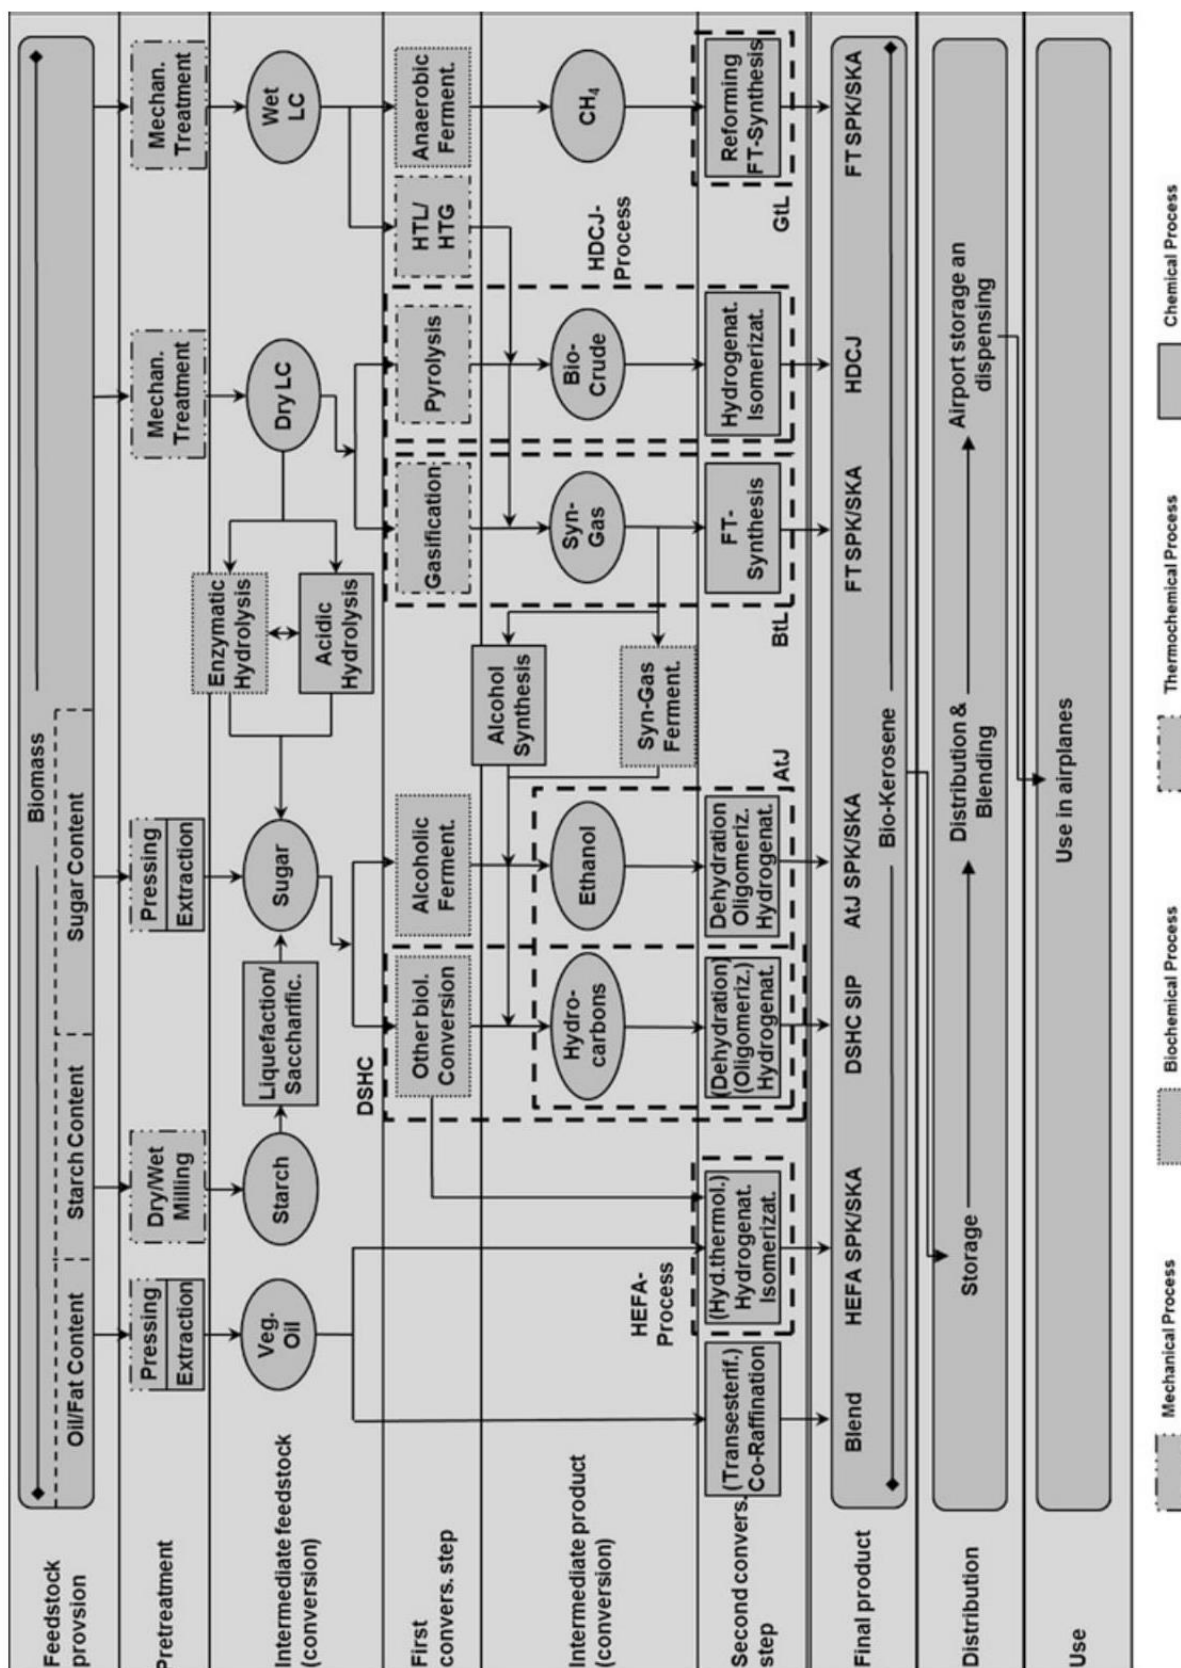 Feedstock
provsion
Biomass
Oil/Fat Content
Starch Content
Sugar Content
Pretreatment
Pressing
Extraction
Dry/Wet
Milling
Pressing
Extraction
Mechan.
Treatment
Mechan.
Treatment
Intermediate feedstock
(conversion)
Veg.
Oil
Starch
Liquefaction/
Saccharific.
Sugar
Enzymatic
Hydrolysis
Acidic
Hydrolysis
Dry LC
Wet
LC
First
convers. step
DSHC
Other biol.
Conversion
Alcoholic
Ferment.
Gasification
Pyrolysis
HTL/
HTG
Anaerobic
Ferment.
Intermediate product
(conversion)
Hydro-
carbons
Ethanol
Alcohol
Synthesis
Syn-Gas
Ferment.
Syn-
Gas
Bio-
Crude
HDCJ-
Process
CH₄
Second convers.
step
(Transesterif.)
Co-Raffination
HEFA-
Process
(Hyd.thermol.)
Hydrogenat.
Isomerizat.
(Dehydration)
(Oligomeriz.)
Hydrogenat.
Dehydration
Oligomeriz.
Hydrogenat.
AtJ
BtL
FT-
Synthesis
Hydrogenat.
Isomerizat.
GtL
Reforming
FT-Synthesis
Final product
Blend
HEFA SPK/SKA
DSHC SIP
AtJ SPK/SKA
FT SPK/SKA
HDCJ
FT SPK/SKA
Bio-Kerosene
Distribution
Storage
Distribution &
Blending
Airport storage an
dispensing
Use
Use in airplanes
Mechanical Process
Biochemical Process
Thermochemical Process
Chemical Process